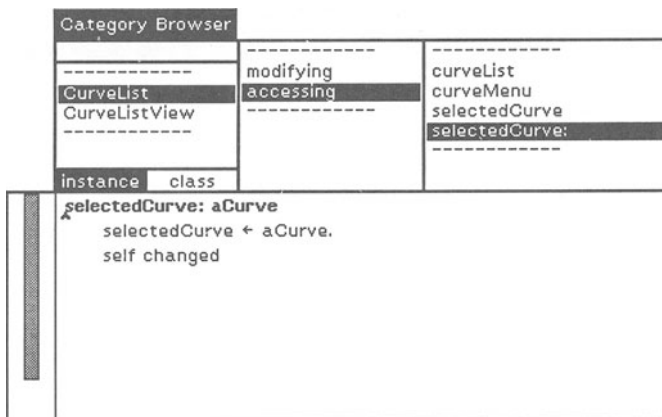 Category Browser
------------
CurveList
CurveListView
------------
instance class
------------
modifying
accessing
------------
------------
curveList
curveMenu
selectedCurve
selectedCurve:
------------
selectedCurve: aCurve
selectedCurve ← aCurve.
self changed